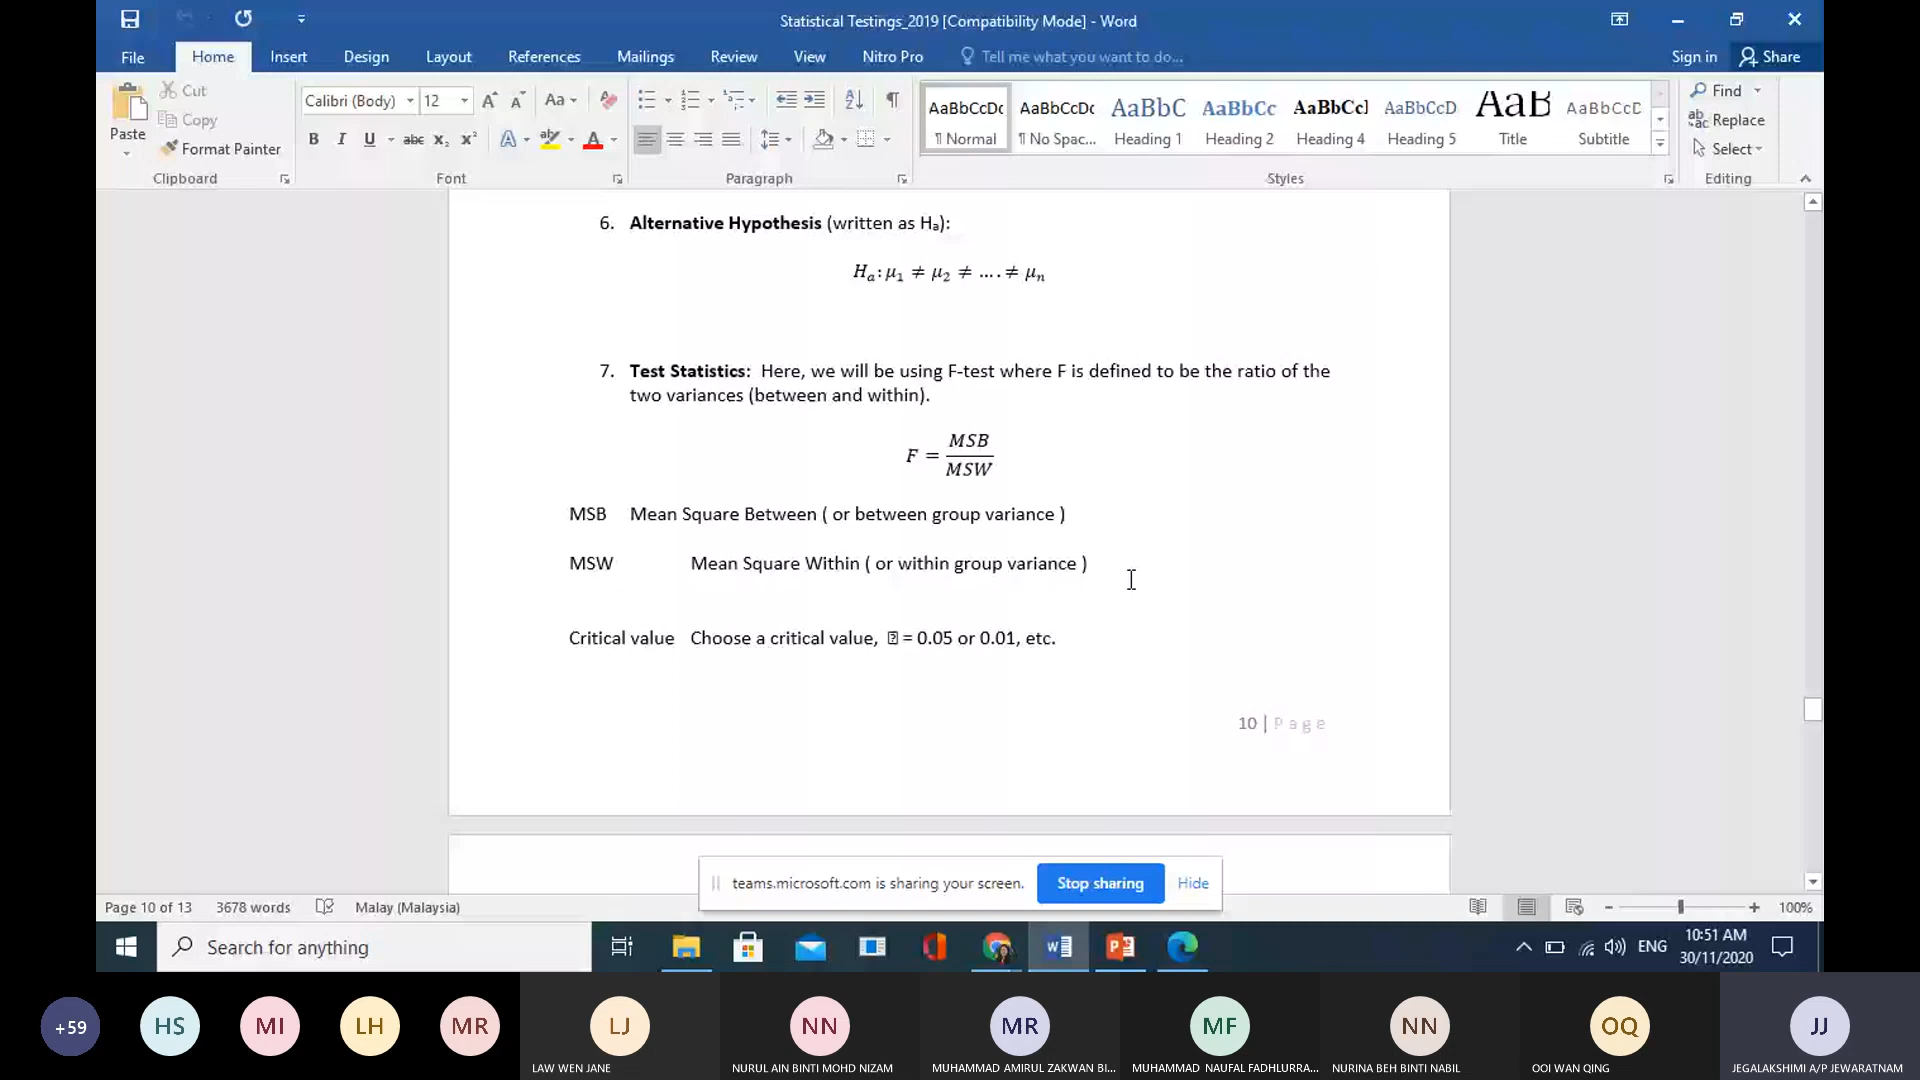 Statistical Testings_2019 [Compatibility Mode] - Word
File Home Insert Design Layout References Mailings Review View Nitro Pro Tell me what you want to do... Sign in Share
Paste
Cut
Copy
Format Painter
Clipboard
Calibri (Body) 12
Font
Paragraph
AaBbCcDc AaBbCcDc AaBbC AaBbCc AaBbCcI AaBbCcD AaB AaBbCcD
¶ Normal ¶ No Spac... Heading 1 Heading 2 Heading 4 Heading 5 Title Subtitle
Styles
Find
Replace
Select
Editing
6. Alternative Hypothesis (written as Hₐ):
Hₐ: μ₁ ≠ μ₂ ≠ .... ≠ μₙ
7. Test Statistics: Here, we will be using F-test where F is defined to be the ratio of the
two variances (between and within).
F = MSB / MSW
MSB Mean Square Between ( or between group variance )
MSW Mean Square Within ( or within group variance )
Critical value Choose a critical value, = 0.05 or 0.01, etc.
10 | Page
teams.microsoft.com is sharing your screen. Stop sharing Hide
Page 10 of 13 3678 words Malay (Malaysia) 100%
Search for anything
ENG
10:51 AM
30/11/2020
+59 HS MI LH MR LJ NN MR MF NN OQ JJ
LAW WEN JANE
NURUL AIN BINTI MOHD NIZAM
MUHAMMAD AMIRUL ZAKWAN BI...
MUHAMMAD NAUFAL FADHLURRA...
NURINA BEH BINTI NABIL
OOI WAN QING
JEGALAKSHIMI A/P JEWARATNAM